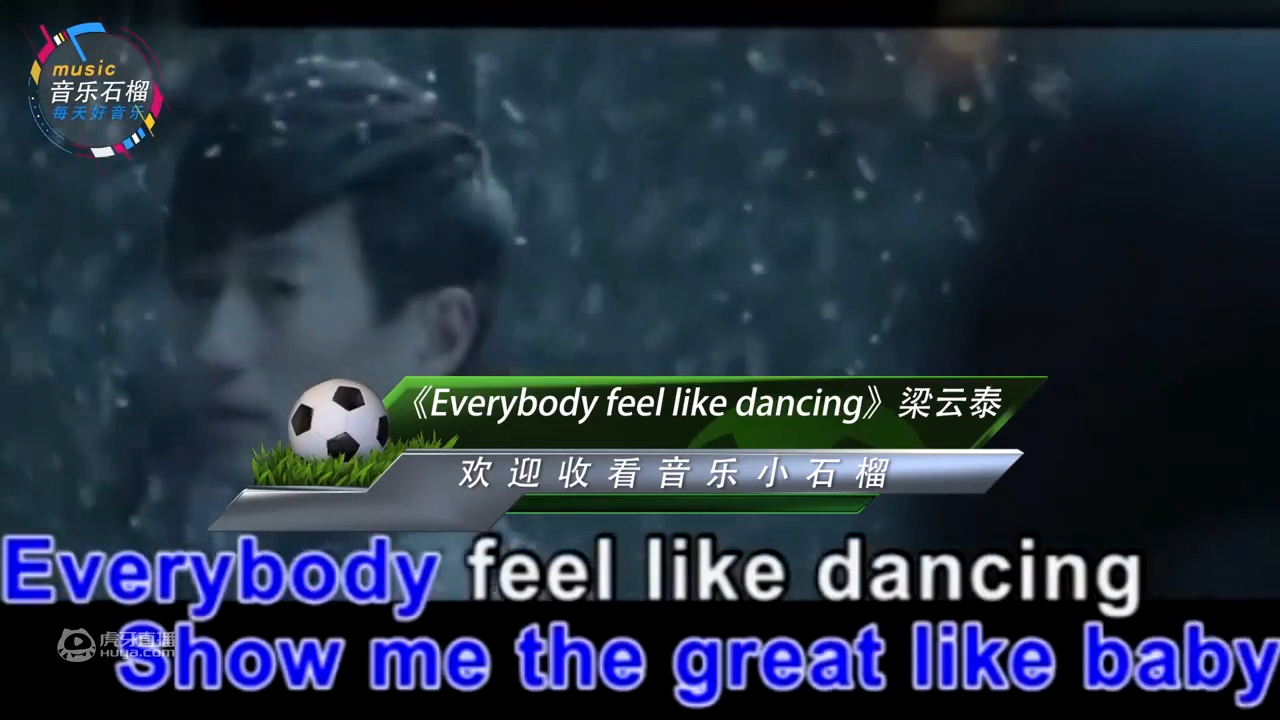 music
音乐石榴
每天好音乐
《Everybody feel like dancing》梁云泰
欢迎收看音乐小石榴
Everybody feel like dancing
虎牙直播
Huya.com
Show me the great like baby